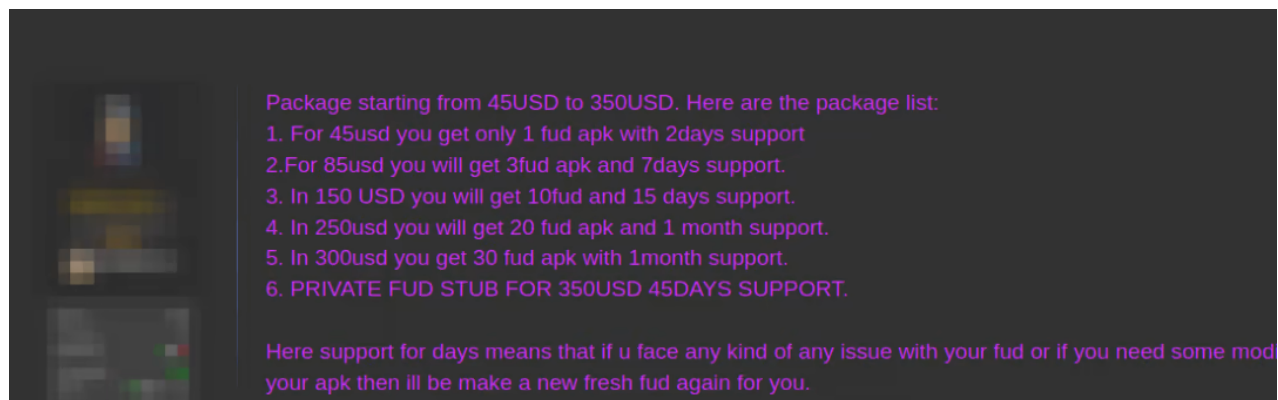 Package starting from 45USD to 350USD. Here are the package list:
1. For 45usd you get only 1 fud apk with 2days support
2.For 85usd you will get 3fud apk and 7days support.
3. In 150 USD you will get 10fud and 15 days support.
4. In 250usd you will get 20 fud apk and 1 month support.
5. In 300usd you get 30 fud apk with 1month support.
6. PRIVATE FUD STUB FOR 350USD 45DAYS SUPPORT.
Here support for days means that if u face any kind of any issue with your fud or if you need some modi
your apk then ill be make a new fresh fud again for you.